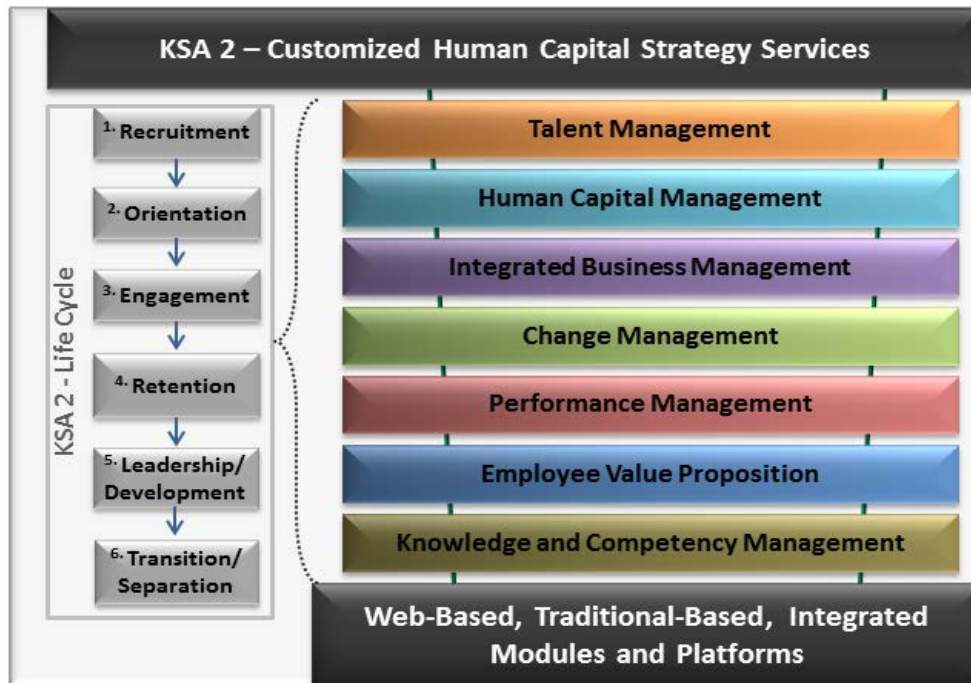 KSA 2 – Customized Human Capital Strategy Services
KSA 2 - Life Cycle
1. Recruitment
2. Orientation
3. Engagement
4. Retention
5. Leadership/
Development
6. Transition/
Separation
Talent Management
Human Capital Management
Integrated Business Management
Change Management
Performance Management
Employee Value Proposition
Knowledge and Competency Management
Web-Based, Traditional-Based, Integrated
Modules and Platforms